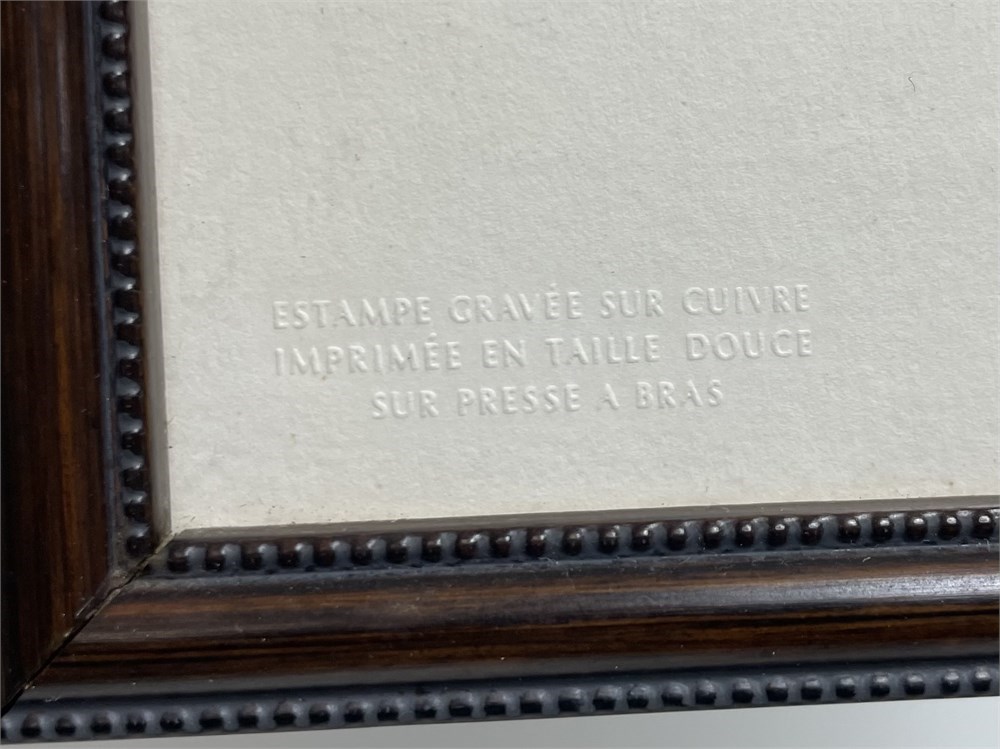 ESTAMPE GRAVÉE SUR CUIVRE
IMPRIMÉE EN TAILLE DOUCE
SUR PRESSE A BRAS